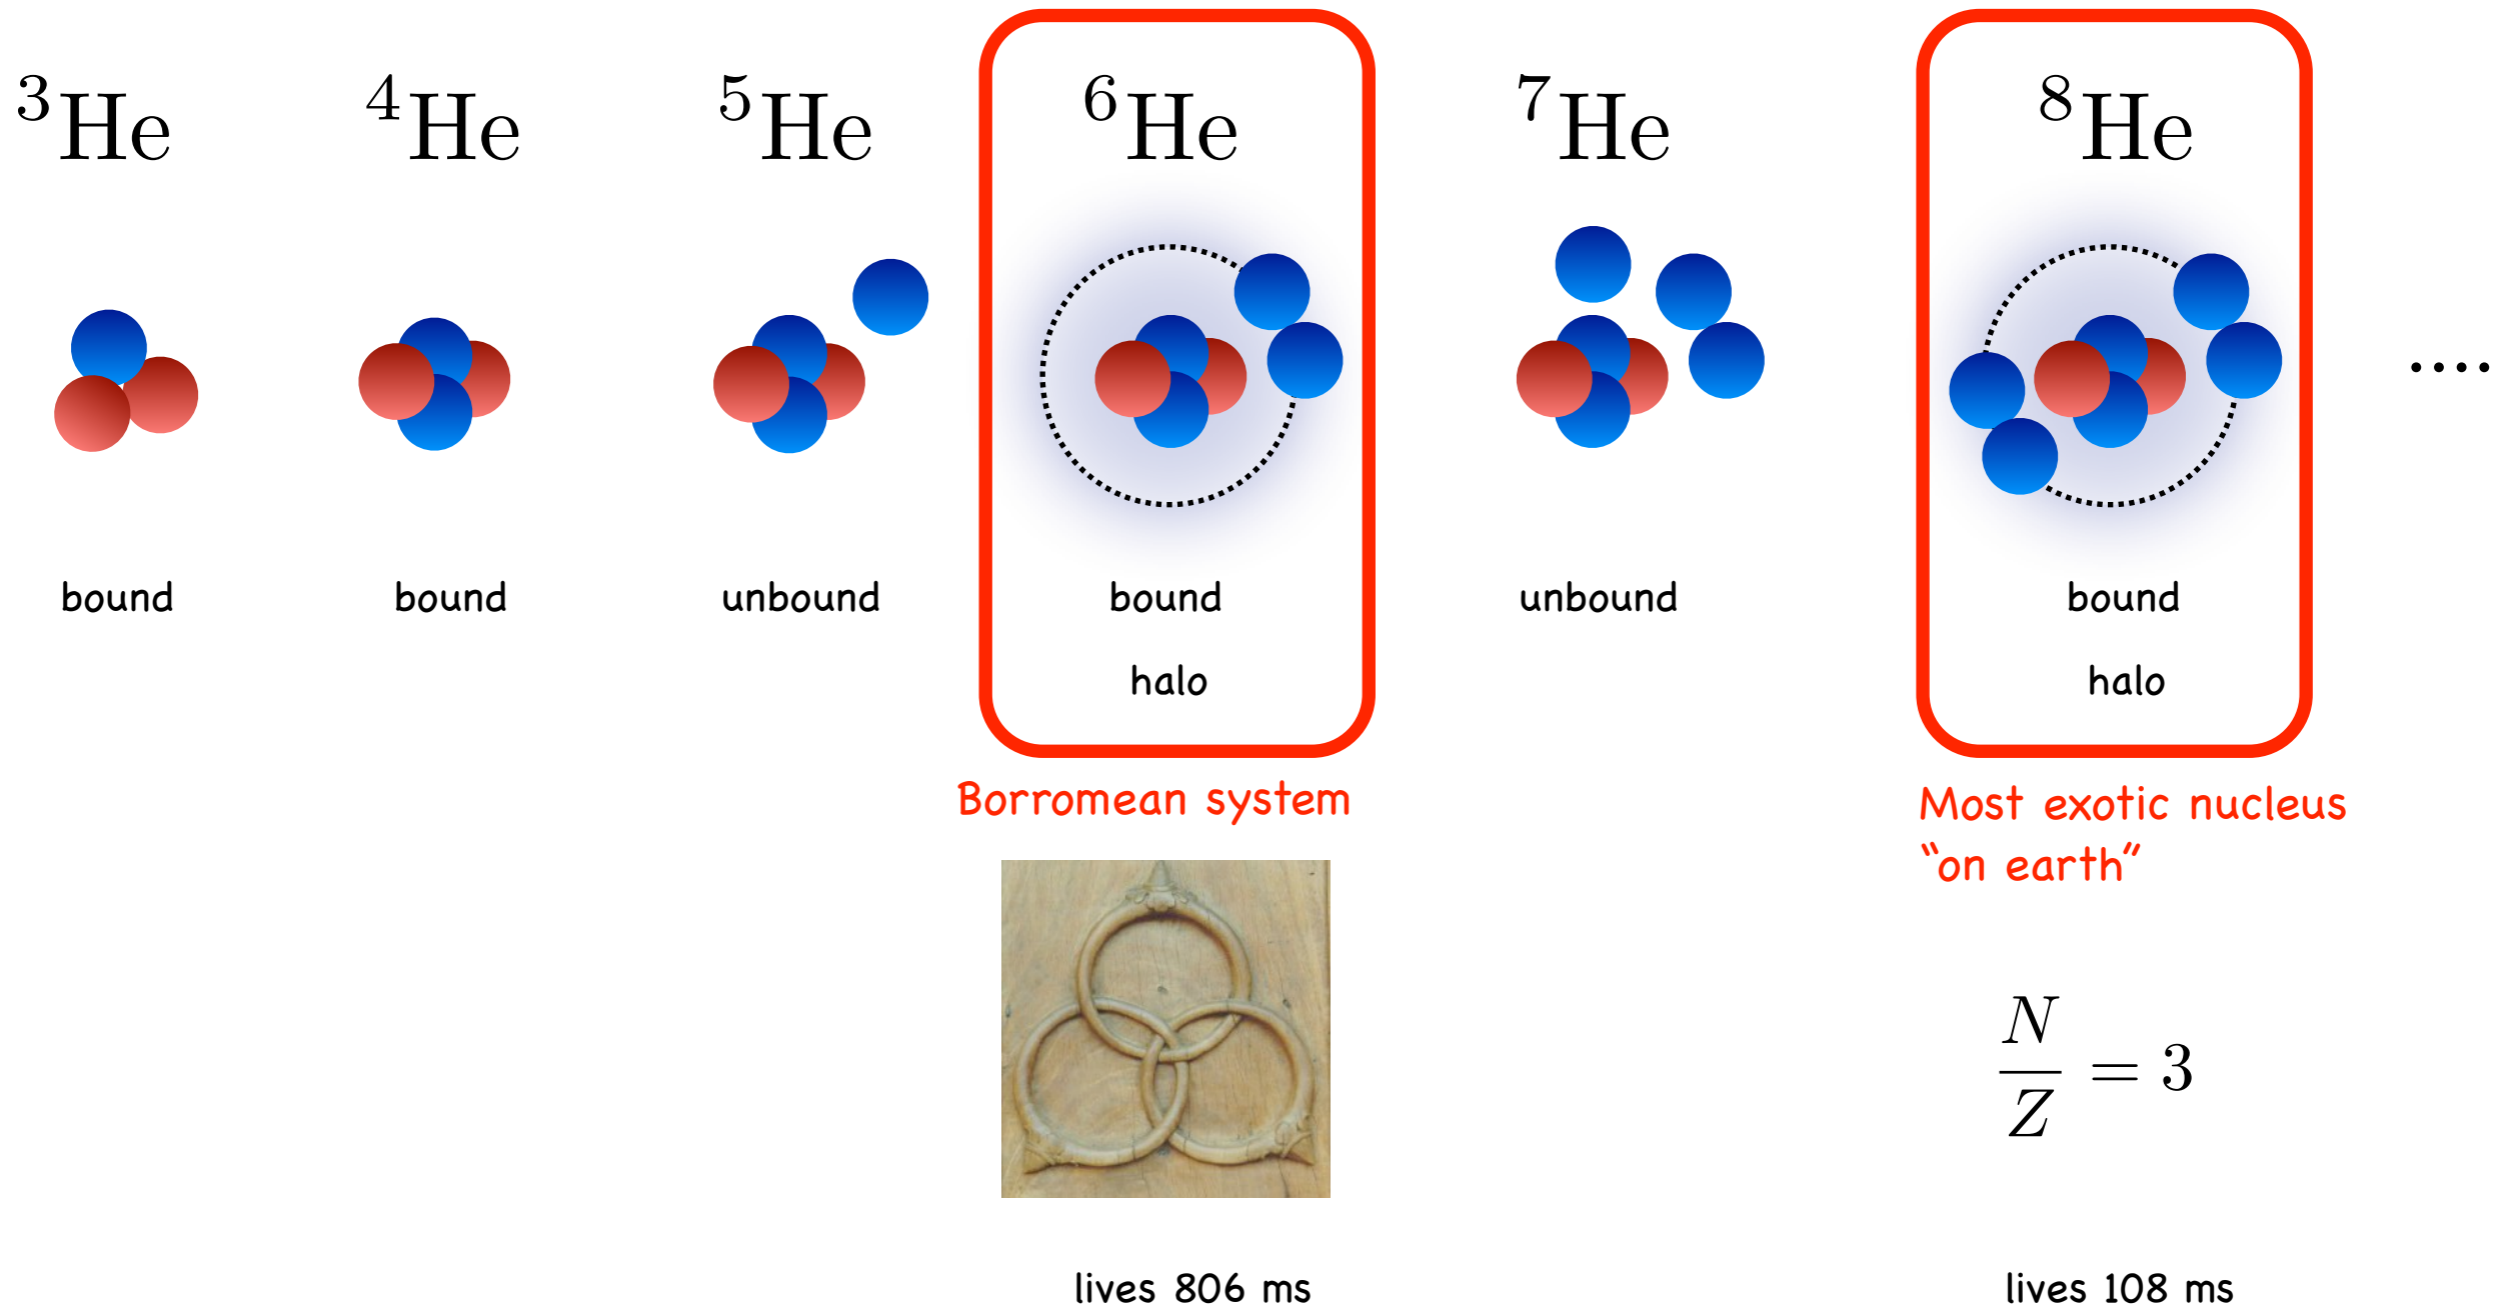 ³He ⁴He ⁵He ⁶He ⁷He ⁸He
....
bound bound unbound bound unbound bound
halo halo
Borromean system
Most exotic nucleus
“on earth”
N/Z = 3
lives 806 ms lives 108 ms